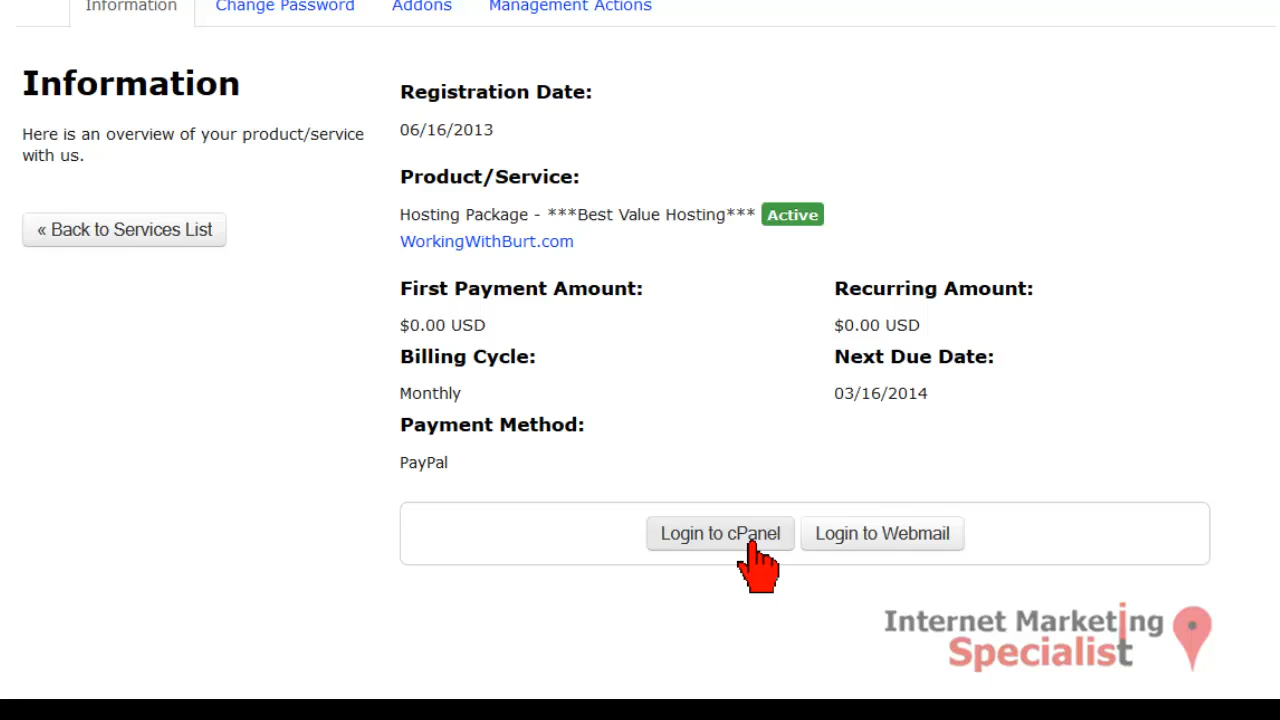 Information
Change Password
Addons
Management Actions
Information
Here is an overview of your product/service
with us.
« Back to Services List
Registration Date:
06/16/2013
Product/Service:
Hosting Package - ***Best Value Hosting*** Active
WorkingWithBurt.com
First Payment Amount:
$0.00 USD
Recurring Amount:
$0.00 USD
Billing Cycle:
Monthly
Next Due Date:
03/16/2014
Payment Method:
PayPal
Login to cPanel
Login to Webmail
Internet Marketing
Specialist